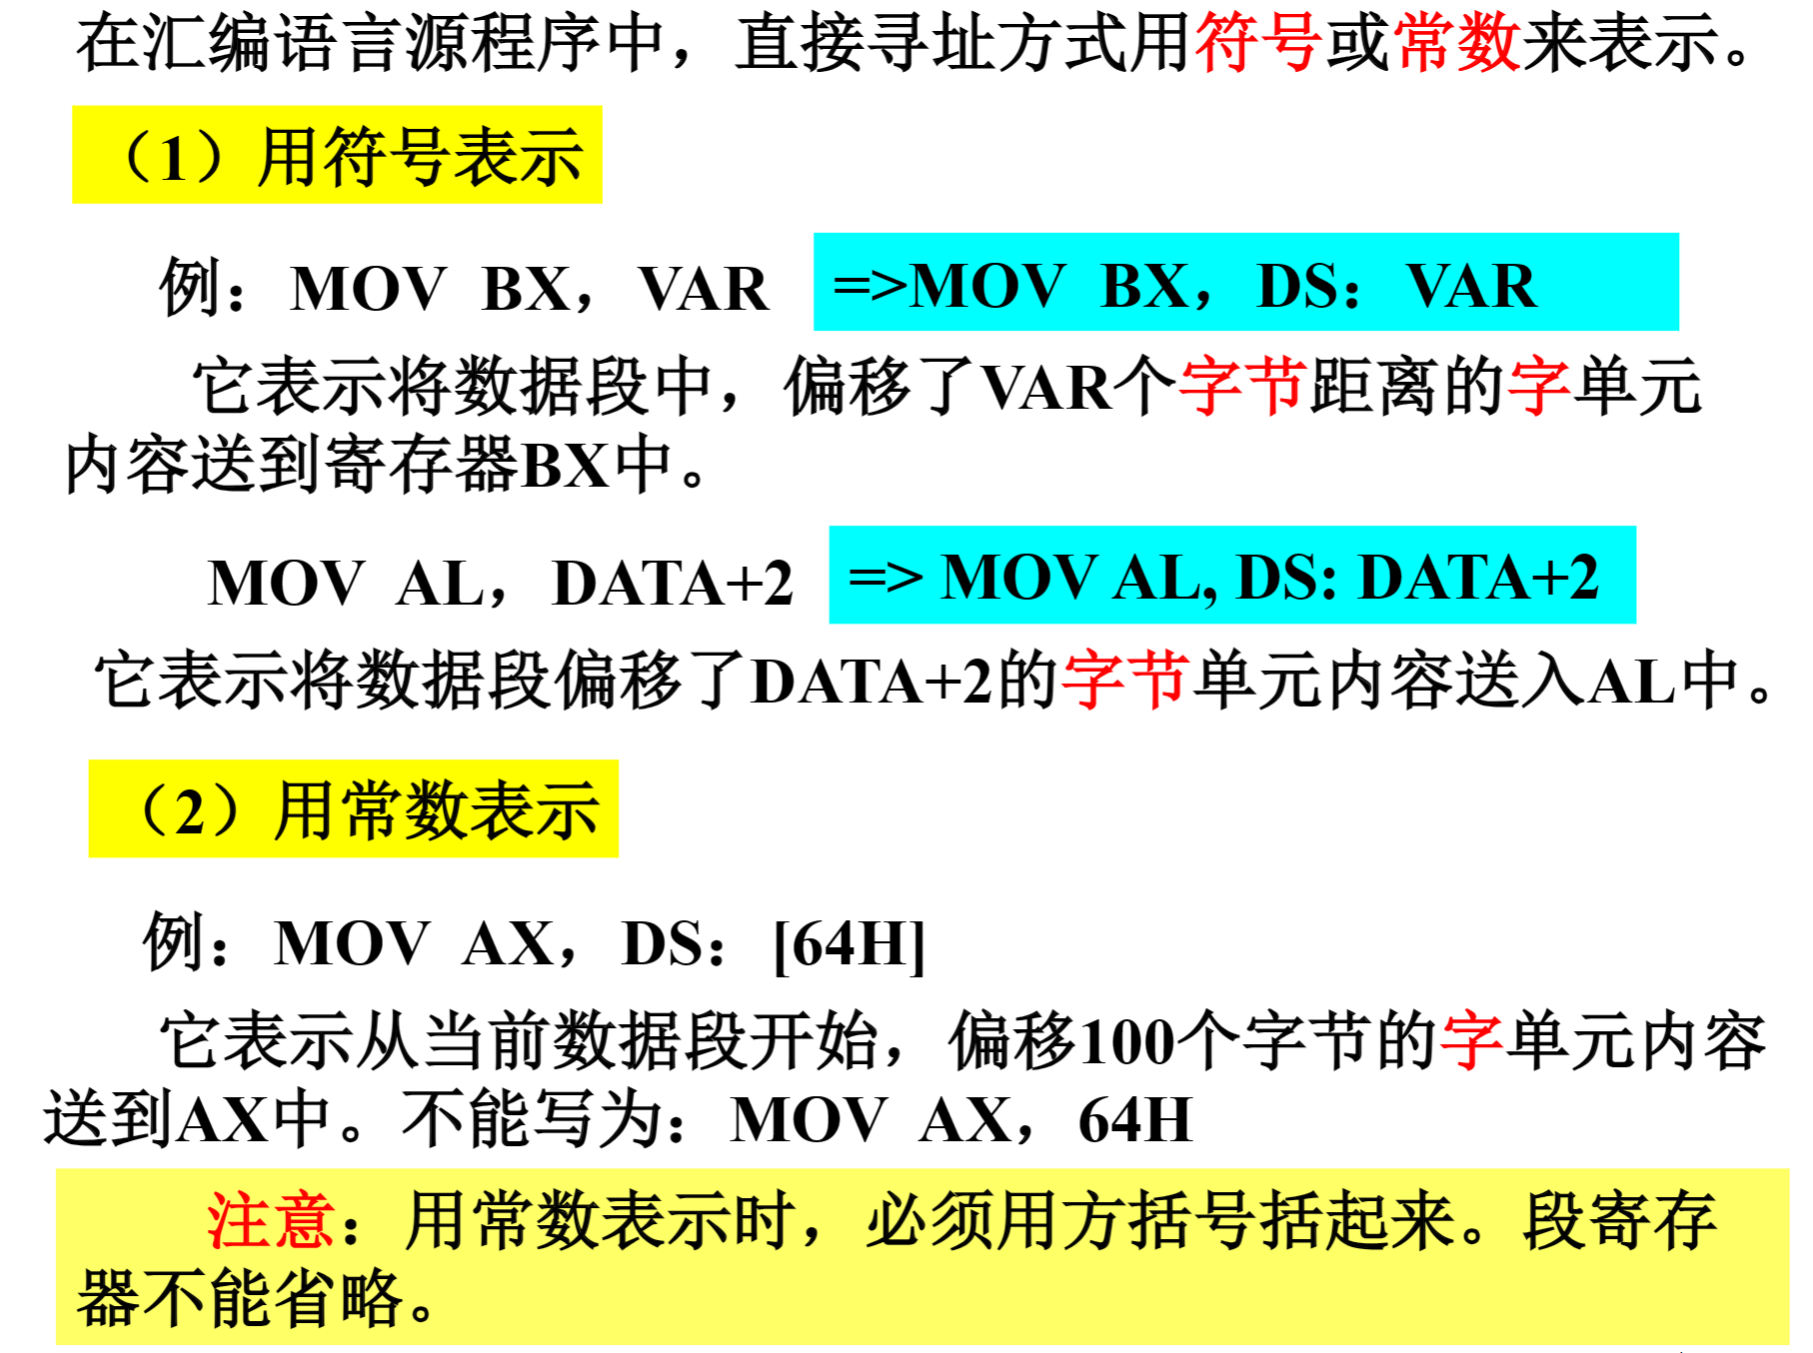 在汇编语言源程序中，直接寻址方式用符号或常数来表示。
（1）用符号表示
例：MOV BX，VAR =>MOV BX，DS：VAR
它表示将数据段中，偏移了VAR个字节距离的字单元
内容送到寄存器BX中。
MOV AL，DATA+2 => MOV AL, DS: DATA+2
它表示将数据段偏移了DATA+2的字节单元内容送入AL中。
（2）用常数表示
例：MOV AX，DS：[64H]
它表示从当前数据段开始，偏移100个字节的字单元内容
送到AX中。不能写为：MOV AX，64H
注意：用常数表示时，必须用方括号括起来。段寄存
器不能省略。